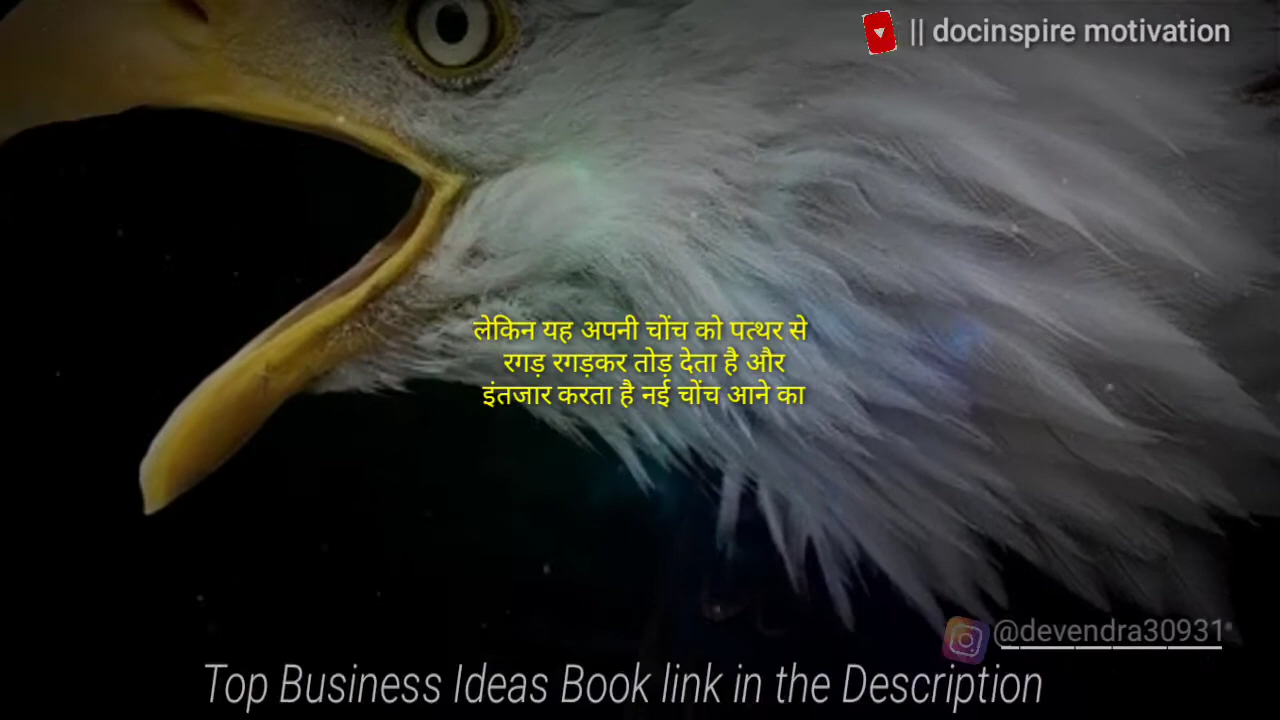 || docinspire motivation
लेकिन यह अपनी चोंच को पत्थर से
रगड़ रगड़कर तोड़ देता है और
इंतजार करता है नई चोंच आने का
@devendra30931
Top Business Ideas Book link in the Description